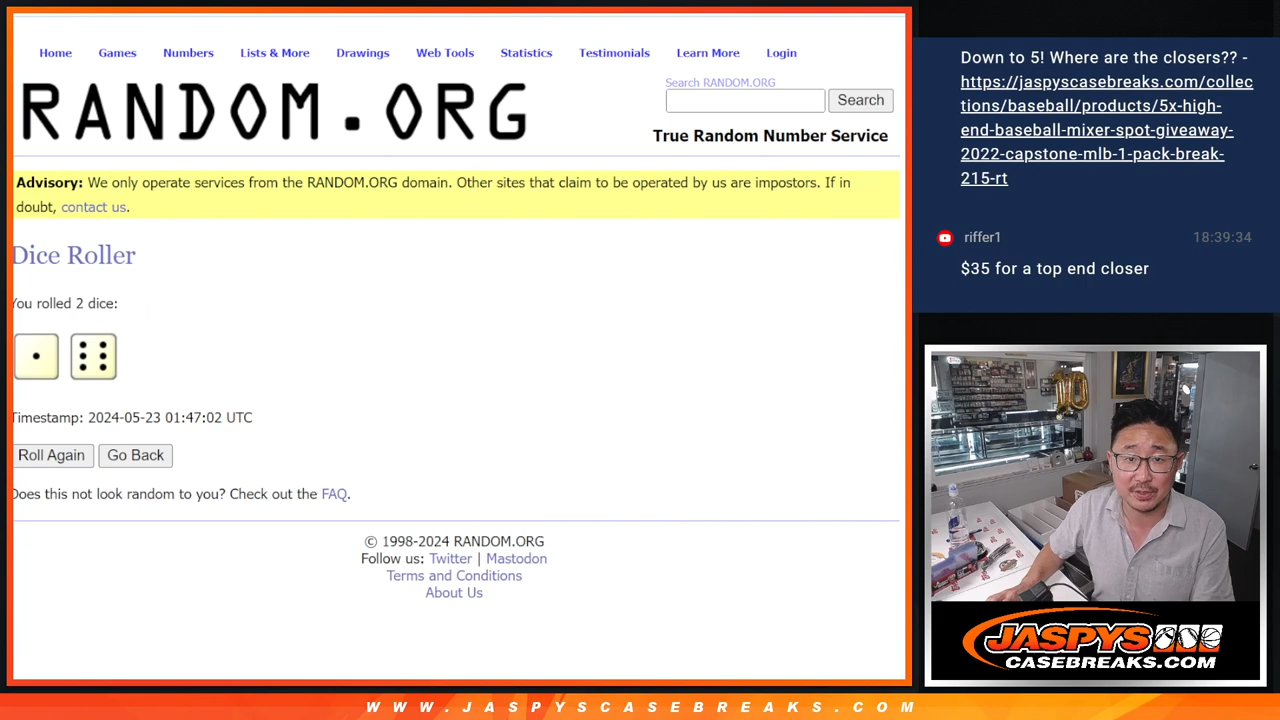 Home Games Numbers Lists & More Drawings Web Tools Statistics Testimonials Learn More Login
RANDOM.ORG
Search RANDOM.ORG
Search
True Random Number Service
Advisory: We only operate services from the RANDOM.ORG domain. Other sites that claim to be operated by us are impostors. If in
doubt, contact us.
Dice Roller
You rolled 2 dice:
Timestamp: 2024-05-23 01:47:02 UTC
Roll Again Go Back
Does this not look random to you? Check out the FAQ.
© 1998-2024 RANDOM.ORG
Follow us: Twitter | Mastodon
Terms and Conditions
About Us
Down to 5! Where are the closers?? -
https://jaspyscasebreaks.com/collec
tions/baseball/products/5x-high-
end-baseball-mixer-spot-giveaway-
2022-capstone-mlb-1-pack-break-
215-rt
riffer1 18:39:34
$35 for a top end closer
10
JASPYS
CASEBREAKS.COM
WWW.JASPYSCASEBREAKS.COM